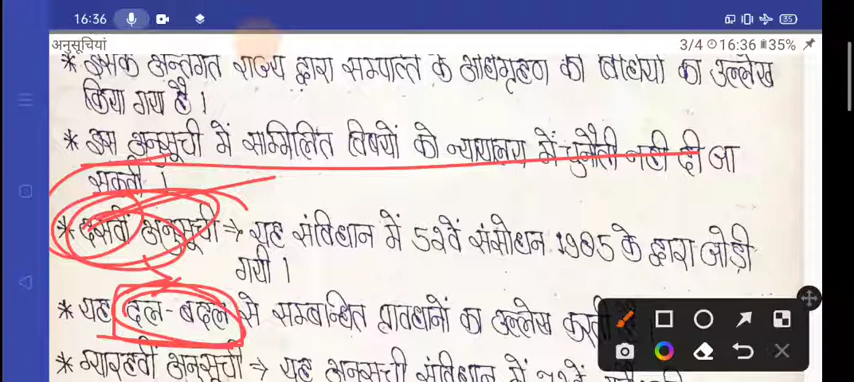 16:36
35
अनुसूचियां
3/4 16:36 35%
* इसके अन्तर्गत राज्य द्वारा सम्पत्ति के अधिग्रहण की विधियों का उल्लेख
किया गया है ।
* इस अनुसूची में सम्मिलित विषयों को न्यायालय में चुनौती नही दी जा
सकती ।
* दसवीं अनुसूची ⇒ यह संविधान में 52वें संसोधन 1985 के द्वारा जोड़ी
गयी ।
* यह दल-बदल से सम्बन्धित प्रावधानों का उल्लेख करती है ।
* ग्यारहवीं अनुसूची ⇒ यह अनुसूची संविधान में